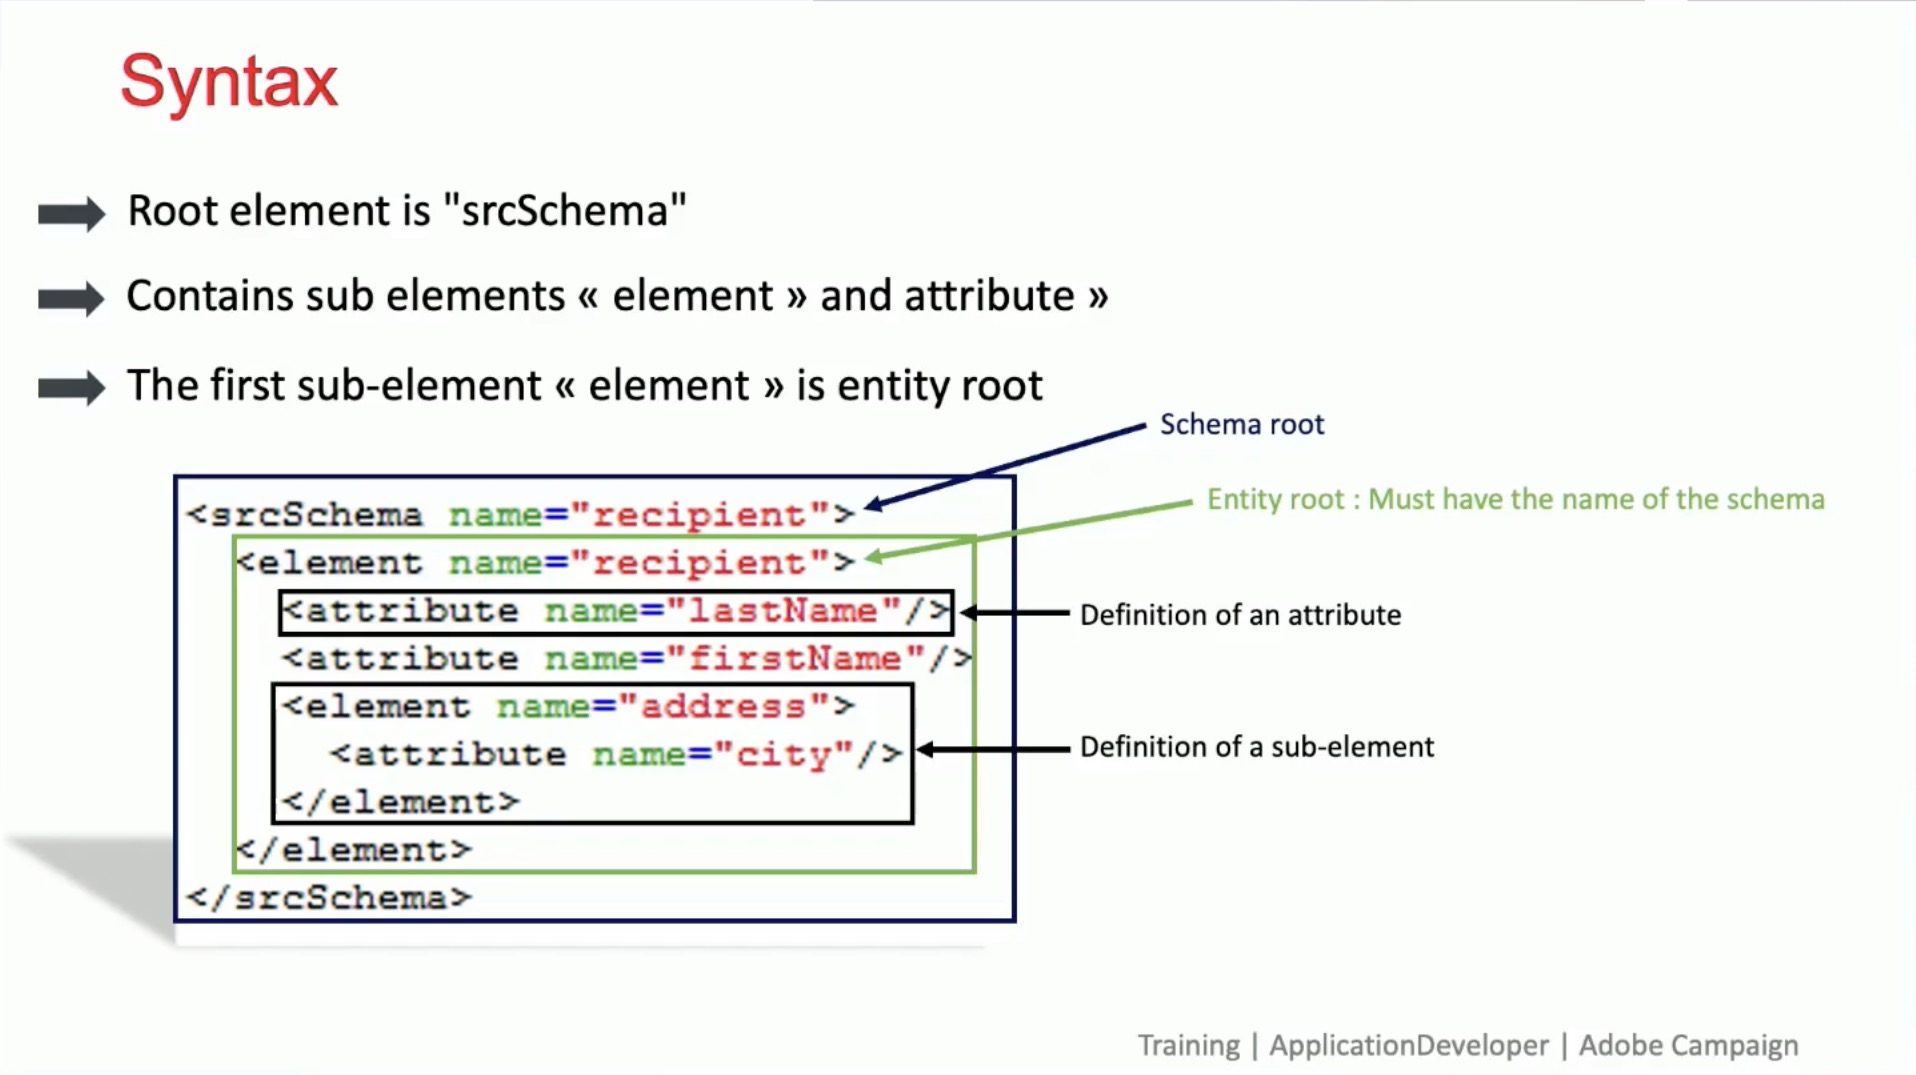 Syntax
Root element is "srcSchema"
Contains sub elements « element » and attribute »
The first sub-element « element » is entity root
Schema root
Entity root : Must have the name of the schema
<srcSchema name="recipient">
<element name="recipient">
<attribute name="lastName"/>
Definition of an attribute
<attribute name="firstName"/>
<element name="address">
<attribute name="city"/>
Definition of a sub-element
</element>
</element>
</srcSchema>
Training | ApplicationDeveloper | Adobe Campaign